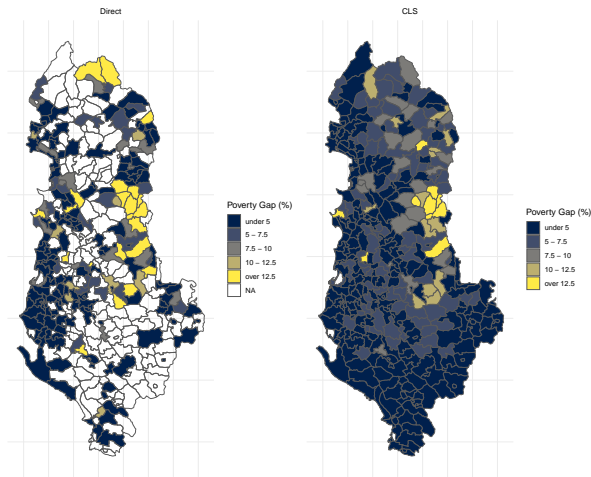 Direct
CLS
Poverty Gap (%)
under 5
5 – 7.5
7.5 – 10
10 – 12.5
over 12.5
NA
Poverty Gap (%)
under 5
5 – 7.5
7.5 – 10
10 – 12.5
over 12.5